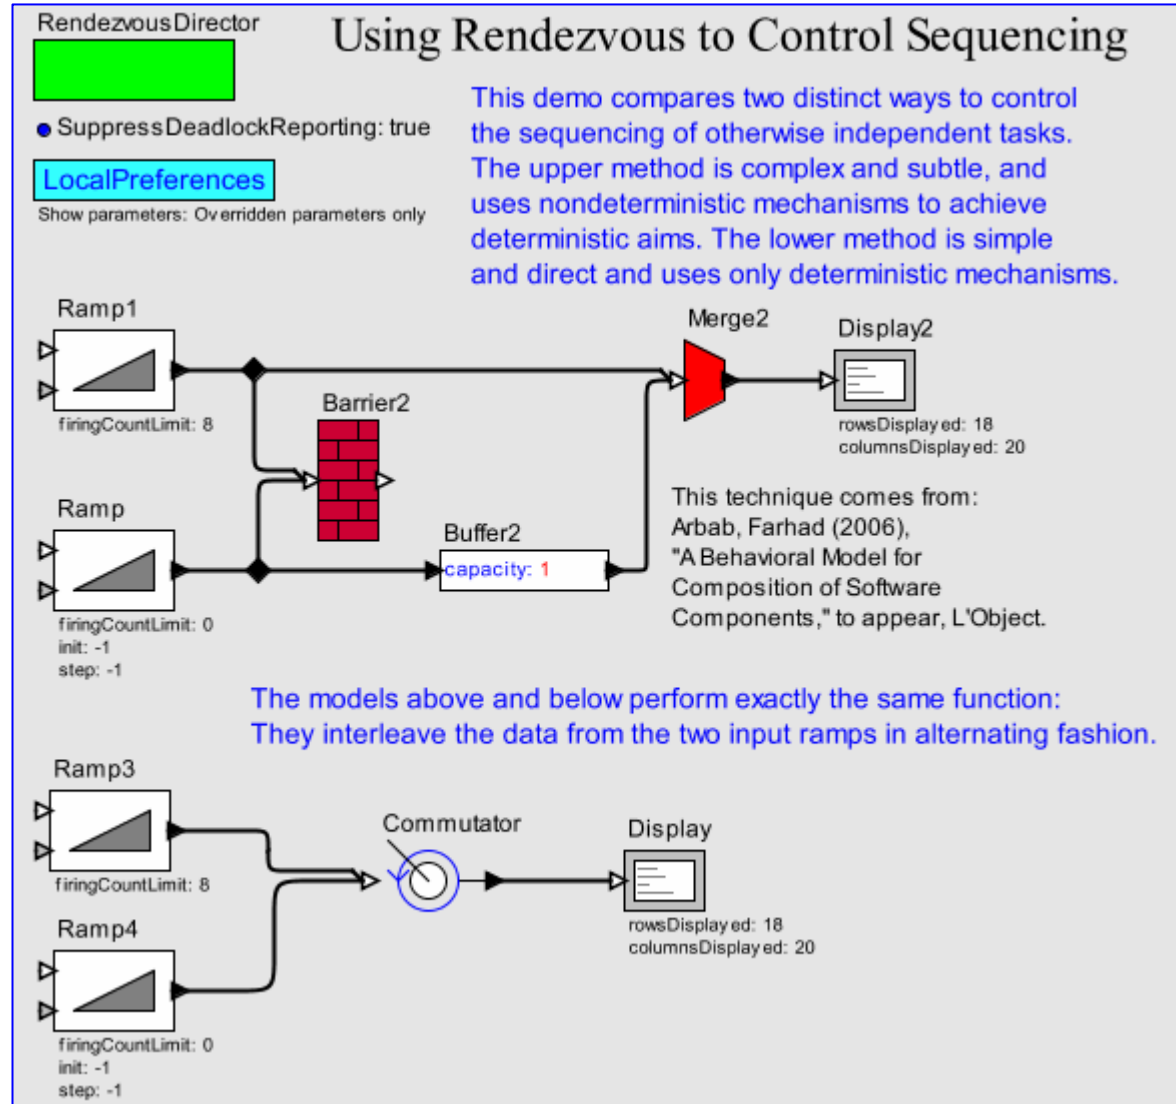 RendezvousDirector
Using Rendezvous to Control Sequencing
SuppressDeadlockReporting: true
LocalPreferences
Show parameters: Overridden parameters only
This demo compares two distinct ways to control
the sequencing of otherwise independent tasks.
The upper method is complex and subtle, and
uses nondeterministic mechanisms to achieve
deterministic aims. The lower method is simple
and direct and uses only deterministic mechanisms.
Ramp1
firingCountLimit: 8
Barrier2
Merge2
Display2
rowsDisplayed: 18
columnsDisplayed: 20
Ramp
firingCountLimit: 0
init: -1
step: -1
Buffer2
capacity: 1
This technique comes from:
Arbab, Farhad (2006),
"A Behavioral Model for
Composition of Software
Components," to appear, L'Object.
The models above and below perform exactly the same function:
They interleave the data from the two input ramps in alternating fashion.
Ramp3
firingCountLimit: 8
Commutator
Display
rowsDisplayed: 18
columnsDisplayed: 20
Ramp4
firingCountLimit: 0
init: -1
step: -1